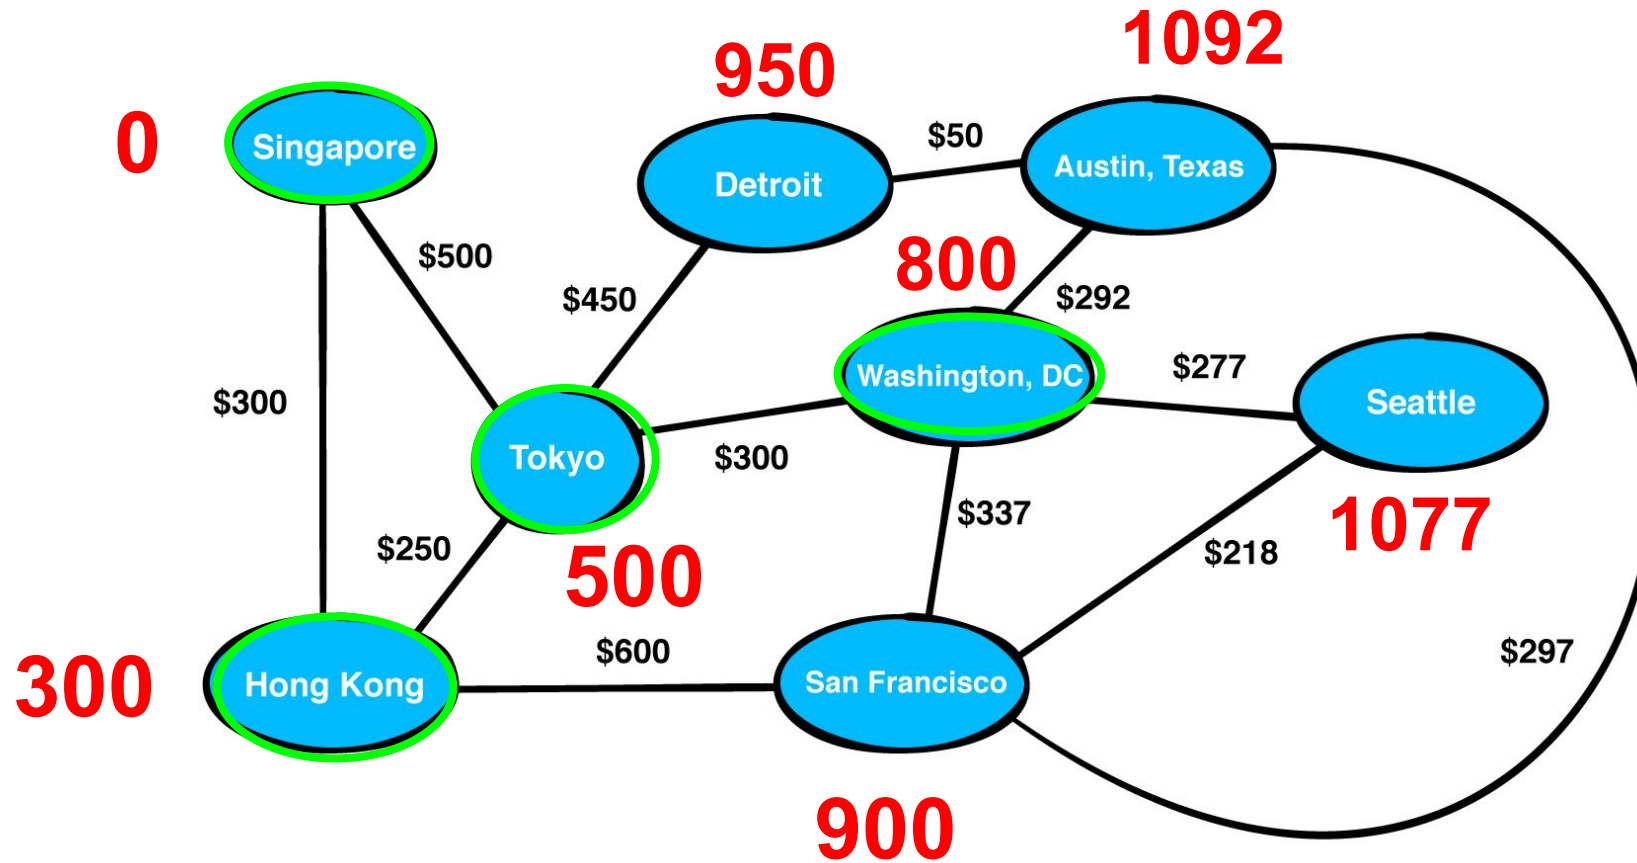 1092
950
0
Singapore
$50
Detroit
Austin, Texas
$500
800
$450
$292
Washington, DC
$277
Seattle
$300
Tokyo
$300
1077
$337
$250
500
$218
$600
$297
300
Hong Kong
San Francisco
900